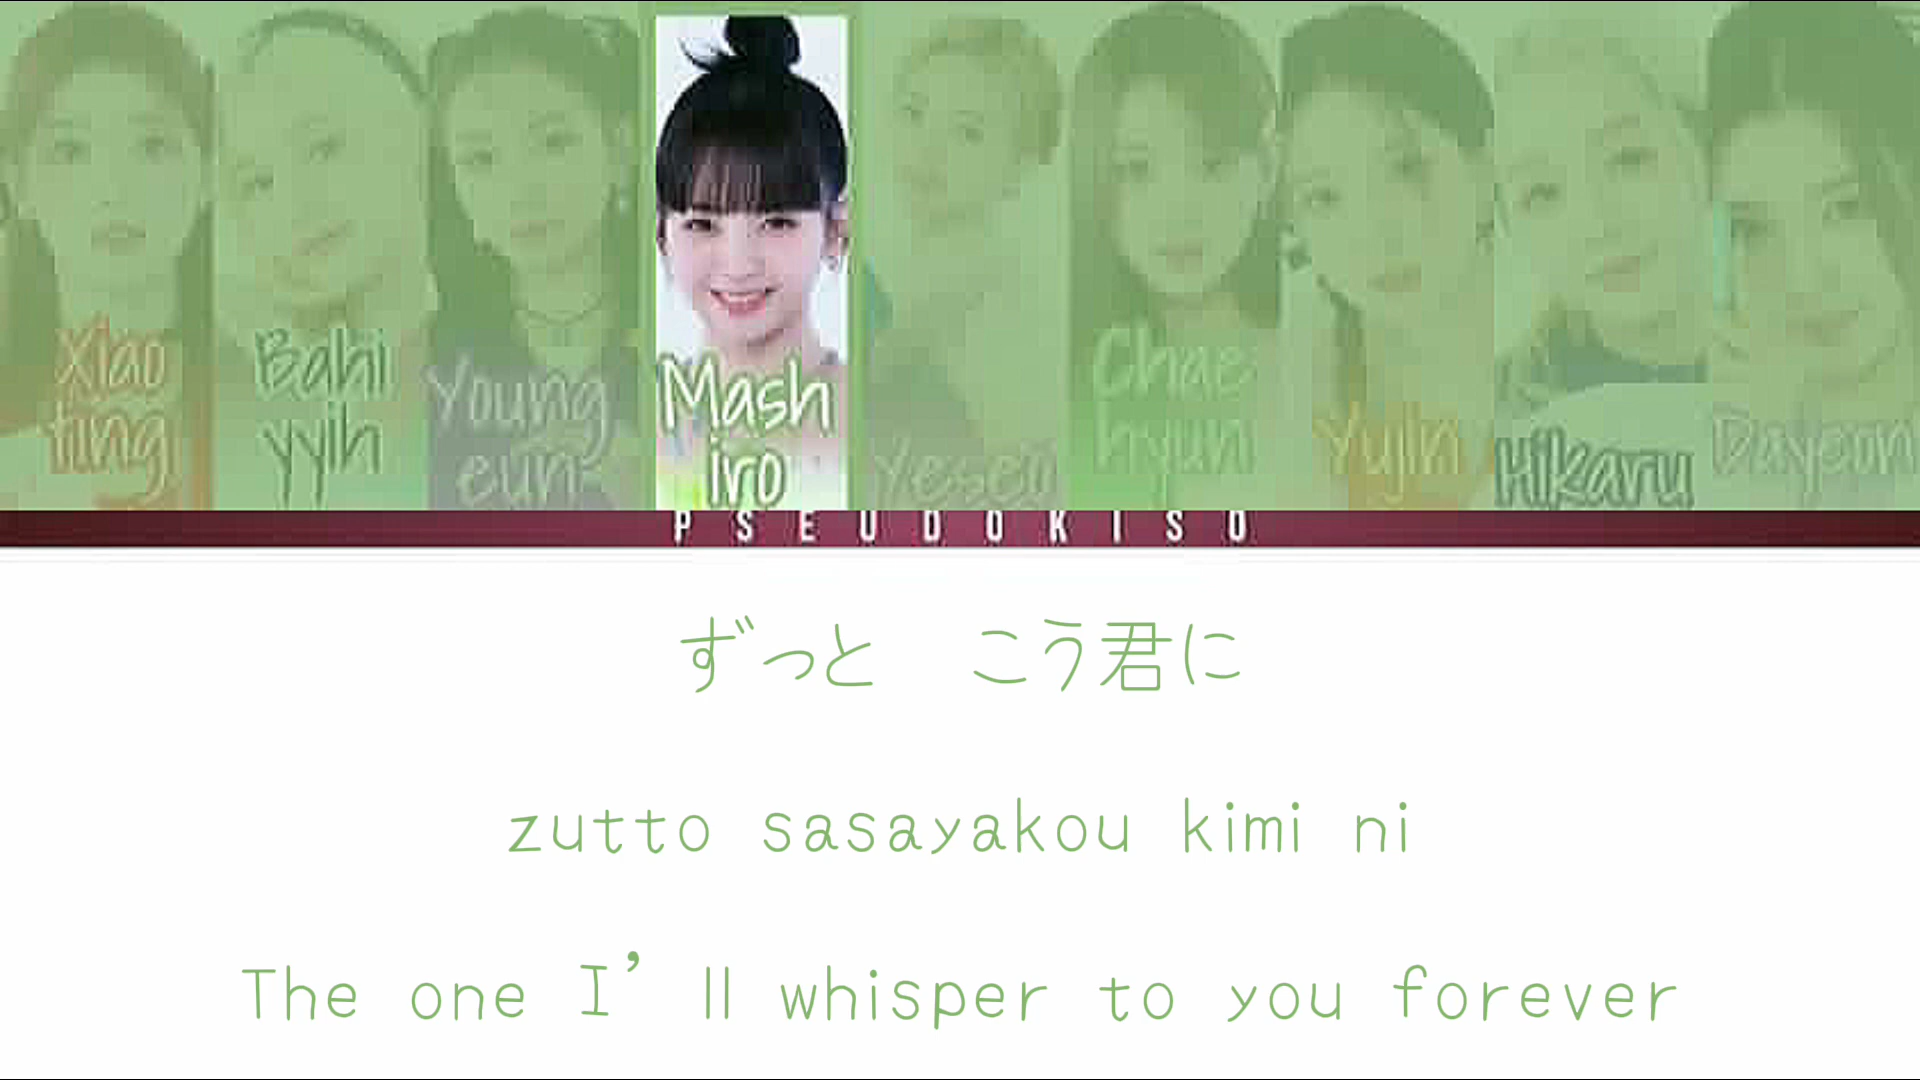 Xiao
ting
Bahi
yyih
Young
eun
Mash
iro
Yeseo
Chae
hyun
Yujin
Hikaru
Dayeon
PSEUDOKISO
ずっと　こう君に
zutto sasayakou kimi ni
The one I’ll whisper to you forever